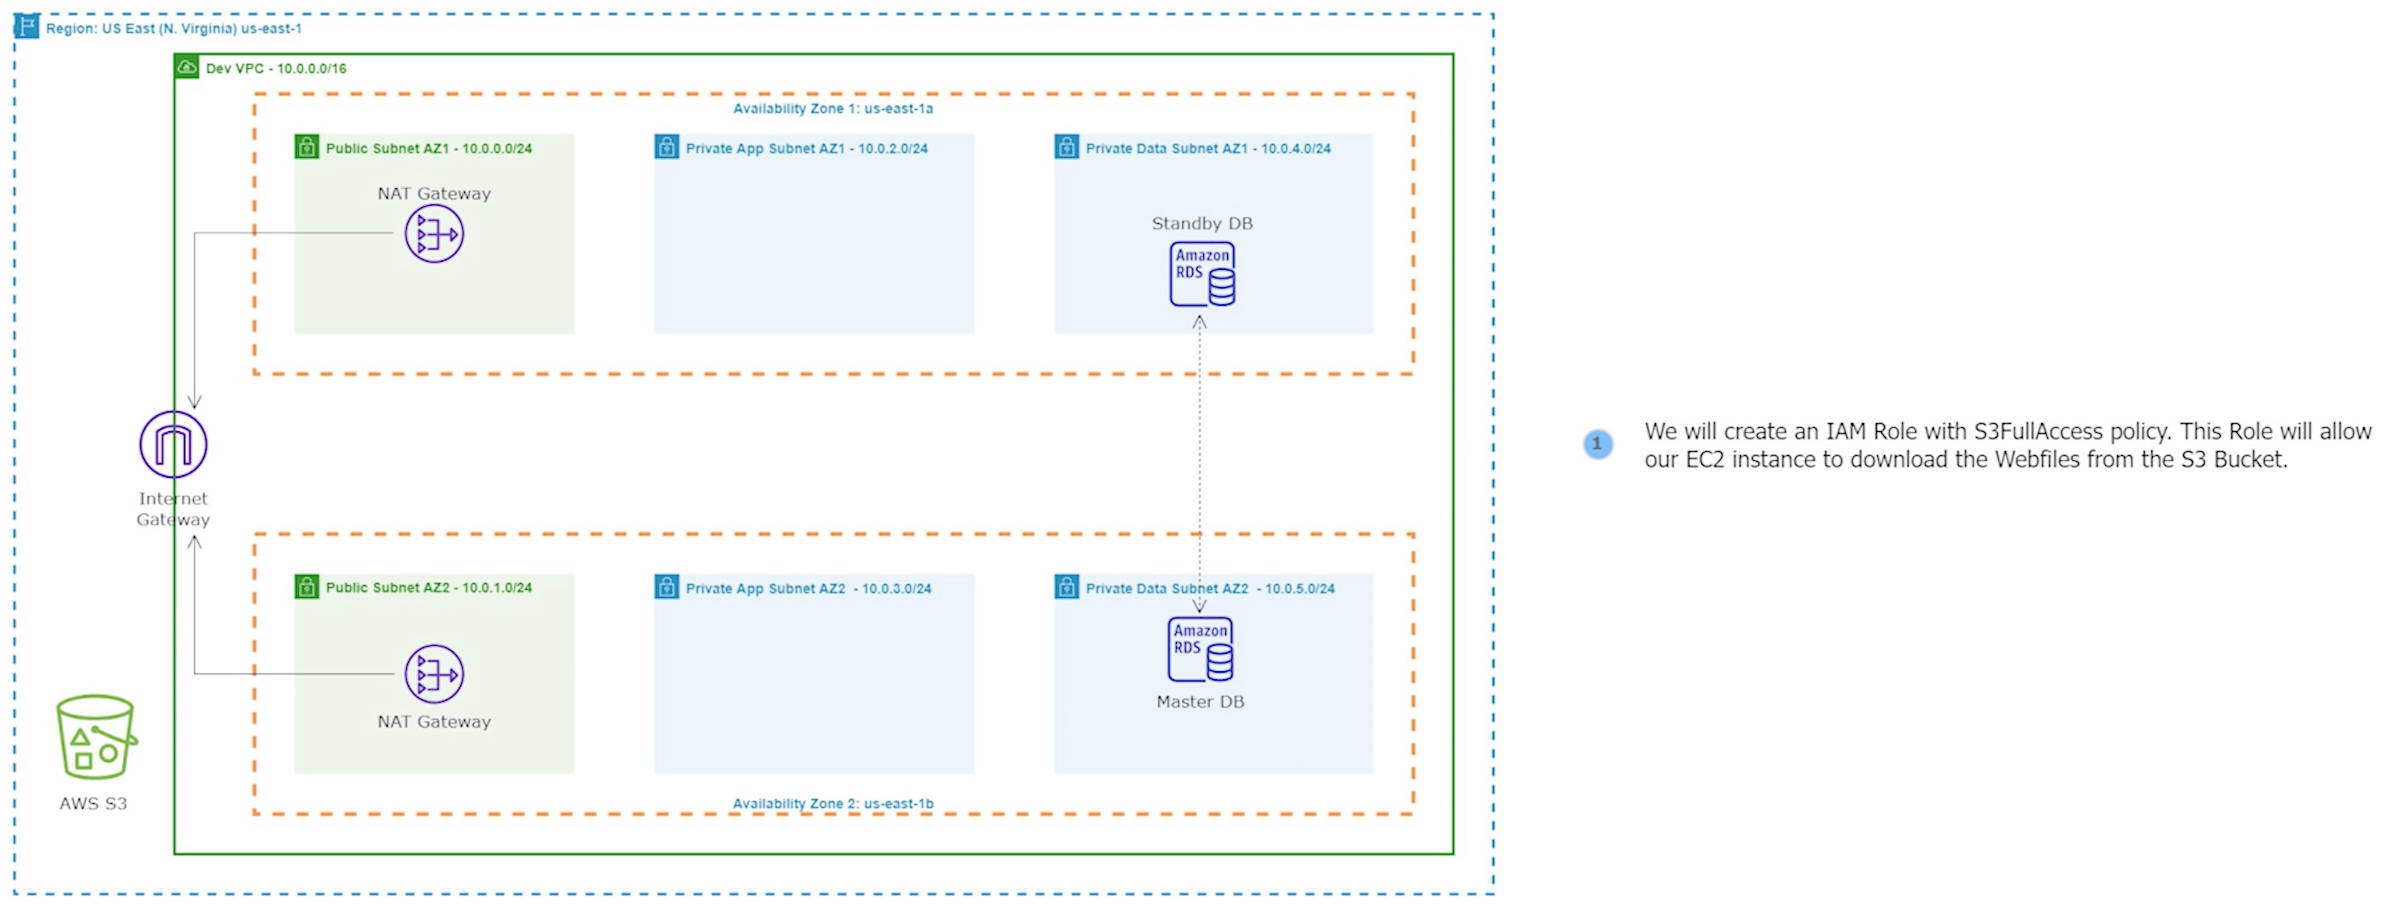 Region: US East (N. Virginia) us-east-1
Dev VPC - 10.0.0.0/16
Availability Zone 1: us-east-1a
Public Subnet AZ1 - 10.0.0.0/24
Private App Subnet AZ1 - 10.0.2.0/24
Private Data Subnet AZ1 - 10.0.4.0/24
NAT Gateway
Standby DB
Amazon
RDS
Internet
Gateway
1
We will create an IAM Role with S3FullAccess policy. This Role will allow
our EC2 instance to download the Webfiles from the S3 Bucket.
Public Subnet AZ2 - 10.0.1.0/24
Private App Subnet AZ2 - 10.0.3.0/24
Private Data Subnet AZ2 - 10.0.5.0/24
Amazon
RDS
Master DB
NAT Gateway
AWS S3
Availability Zone 2: us-east-1b